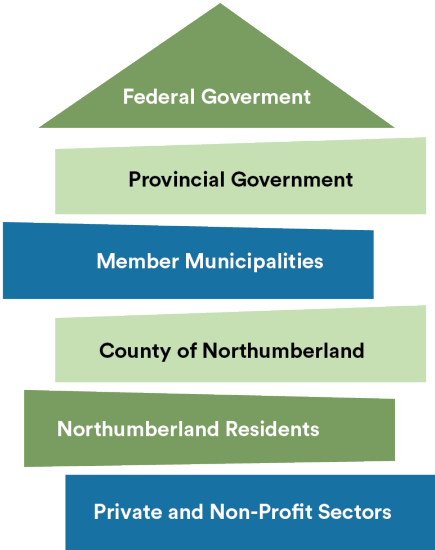 Federal Goverment
Provincial Government
Member Municipalities
County of Northumberland
Northumberland Residents
Private and Non-Profit Sectors